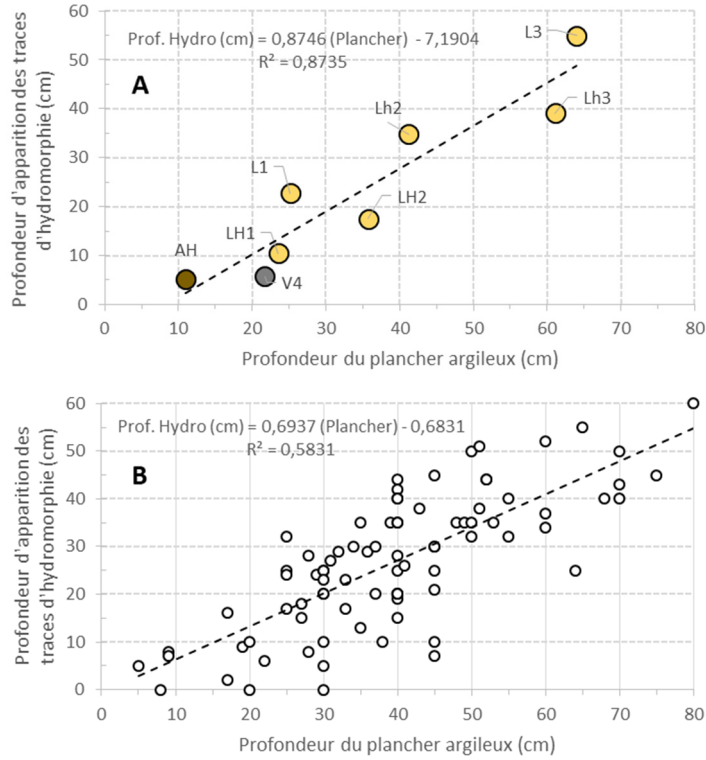 60
Prof. Hydro (cm) = 0,8746 (Plancher) - 7,1904
R² = 0,8735
A
L3
Lh3
Lh2
L1
LH2
LH1
AH
V4
50
40
30
20
10
0
Profondeur d'apparition des traces
d'hydromorphie (cm)
0 10 20 30 40 50 60 70 80
Profondeur du plancher argileux (cm)
60
Prof. Hydro (cm) = 0,6937 (Plancher) - 0,6831
R² = 0,5831
B
50
40
30
20
10
0
Profondeur d'apparition des
traces d'hydromorphie (cm)
0 10 20 30 40 50 60 70 80
Profondeur du plancher argileux (cm)